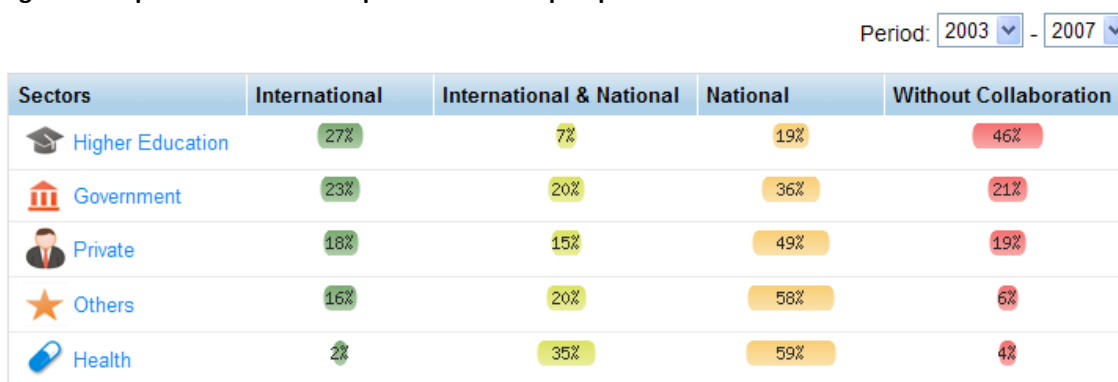 Period: 2003 - 2007
Sectors International International & National National Without Collaboration
Higher Education 27% 7% 19% 46%
Government 23% 20% 36% 21%
Private 18% 15% 49% 19%
Others 16% 20% 58% 6%
Health 2% 35% 59% 4%